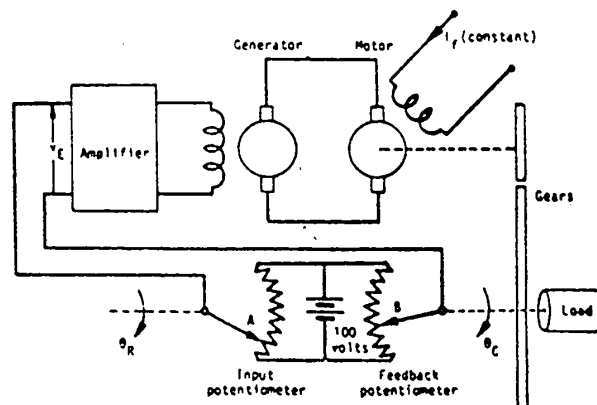 Generator
Motor
I_f (constant)
V_E
Amplifier
Gears
A
B
Load
100
volts
θ_R
θ_C
Input
potentiometer
Feedback
potentiometer